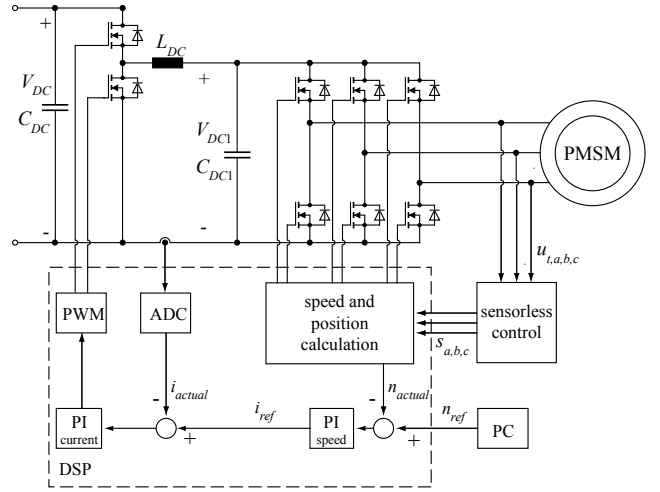 +
L_DC
+
V_DC
C_DC
V_DC1
C_DC1
PMSM
-
-
u_t,a,b,c
PWM
ADC
speed and
position
calculation
sensorless
control
s_a,b,c
i_actual
n_actual
-
-
PI
current
i_ref
+
PI
speed
n_ref
+
PC
DSP